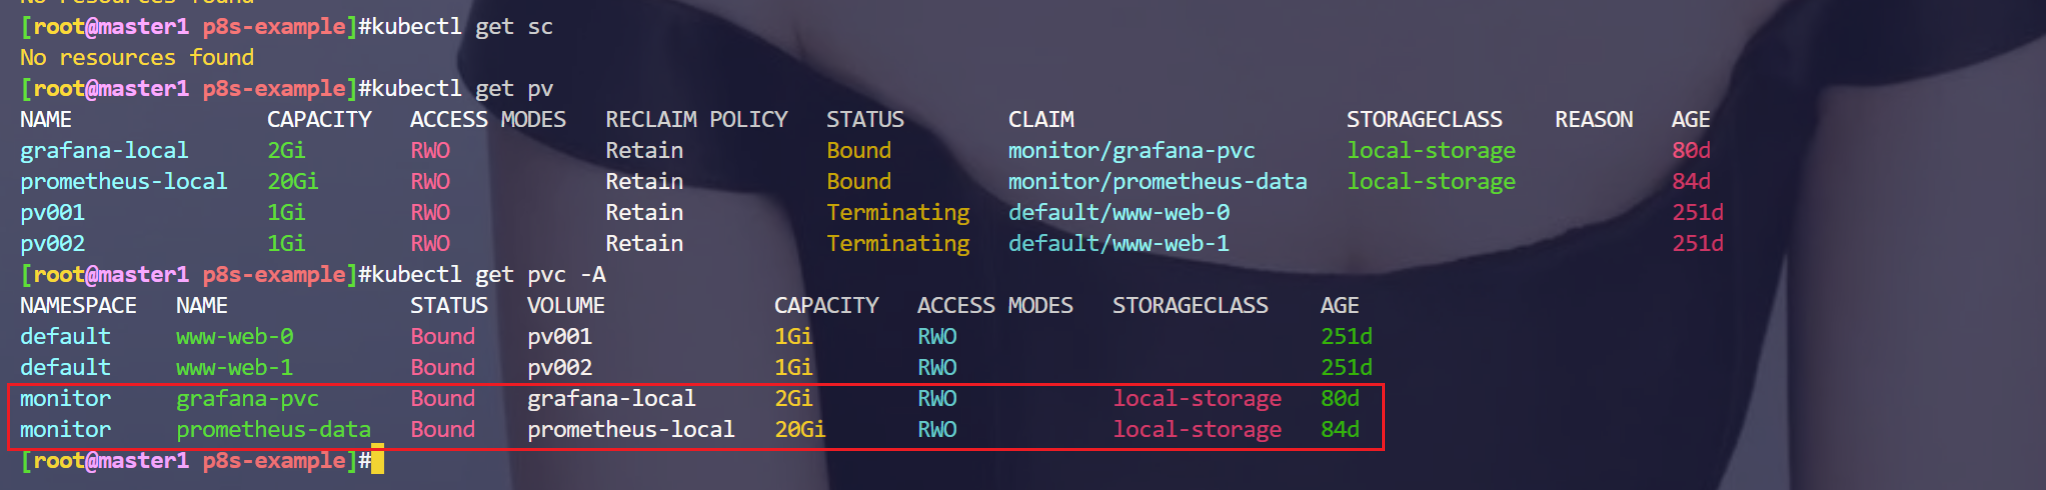 No resources found
[root@master1 p8s-example]#kubectl get sc
No resources found
[root@master1 p8s-example]#kubectl get pv
NAME CAPACITY ACCESS MODES RECLAIM POLICY STATUS CLAIM STORAGECLASS REASON AGE
grafana-local 2Gi RWO Retain Bound monitor/grafana-pvc local-storage 80d
prometheus-local 20Gi RWO Retain Bound monitor/prometheus-data local-storage 84d
pv001 1Gi RWO Retain Terminating default/www-web-0 251d
pv002 1Gi RWO Retain Terminating default/www-web-1 251d
[root@master1 p8s-example]#kubectl get pvc -A
NAMESPACE NAME STATUS VOLUME CAPACITY ACCESS MODES STORAGECLASS AGE
default www-web-0 Bound pv001 1Gi RWO 251d
default www-web-1 Bound pv002 1Gi RWO 251d
monitor grafana-pvc Bound grafana-local 2Gi RWO local-storage 80d
monitor prometheus-data Bound prometheus-local 20Gi RWO local-storage 84d
[root@master1 p8s-example]#